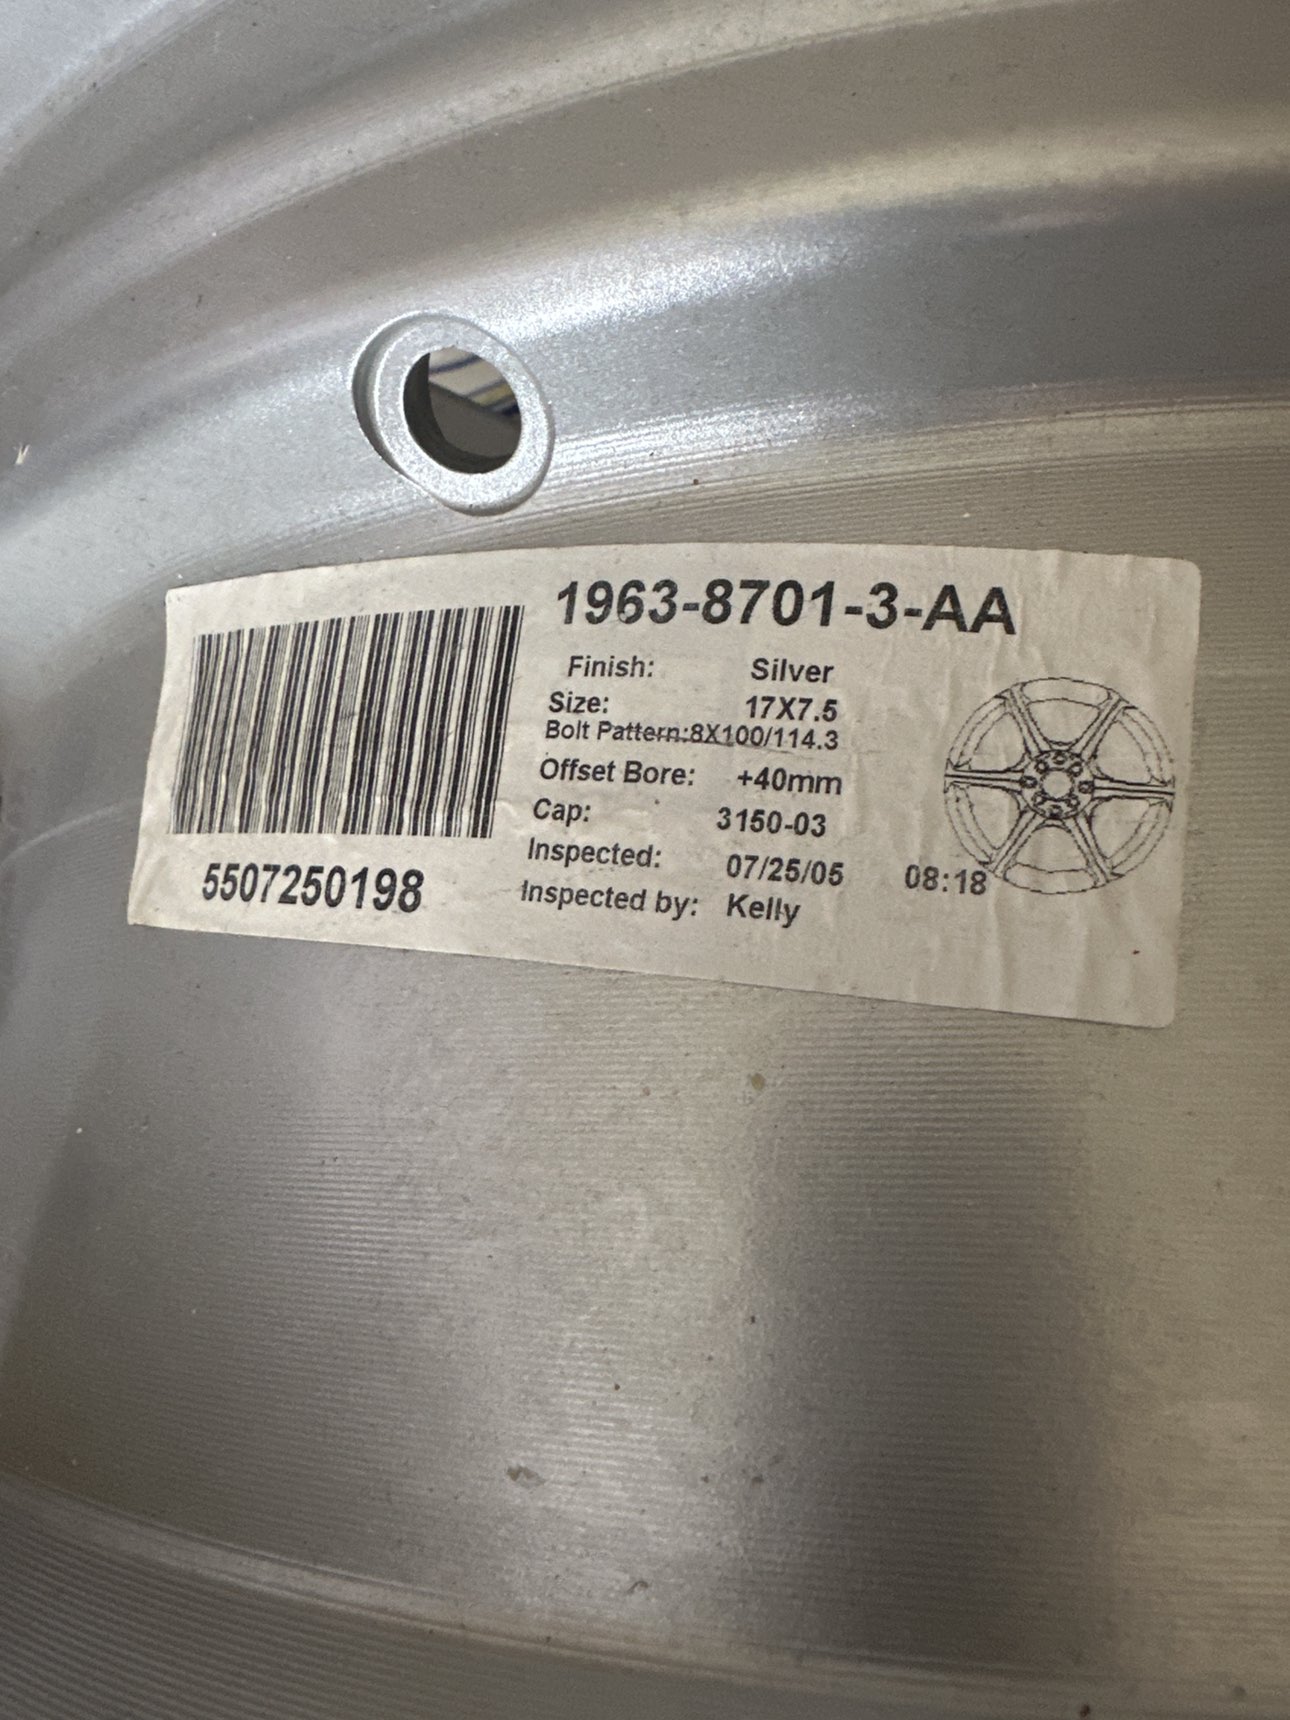 1963-8701-3-AA
Finish: Silver
Size: 17X7.5
Bolt Pattern:8X100/114.3
Offset Bore: +40mm
Cap: 3150-03
Inspected: 07/25/05 08:18
Inspected by: Kelly
5507250198